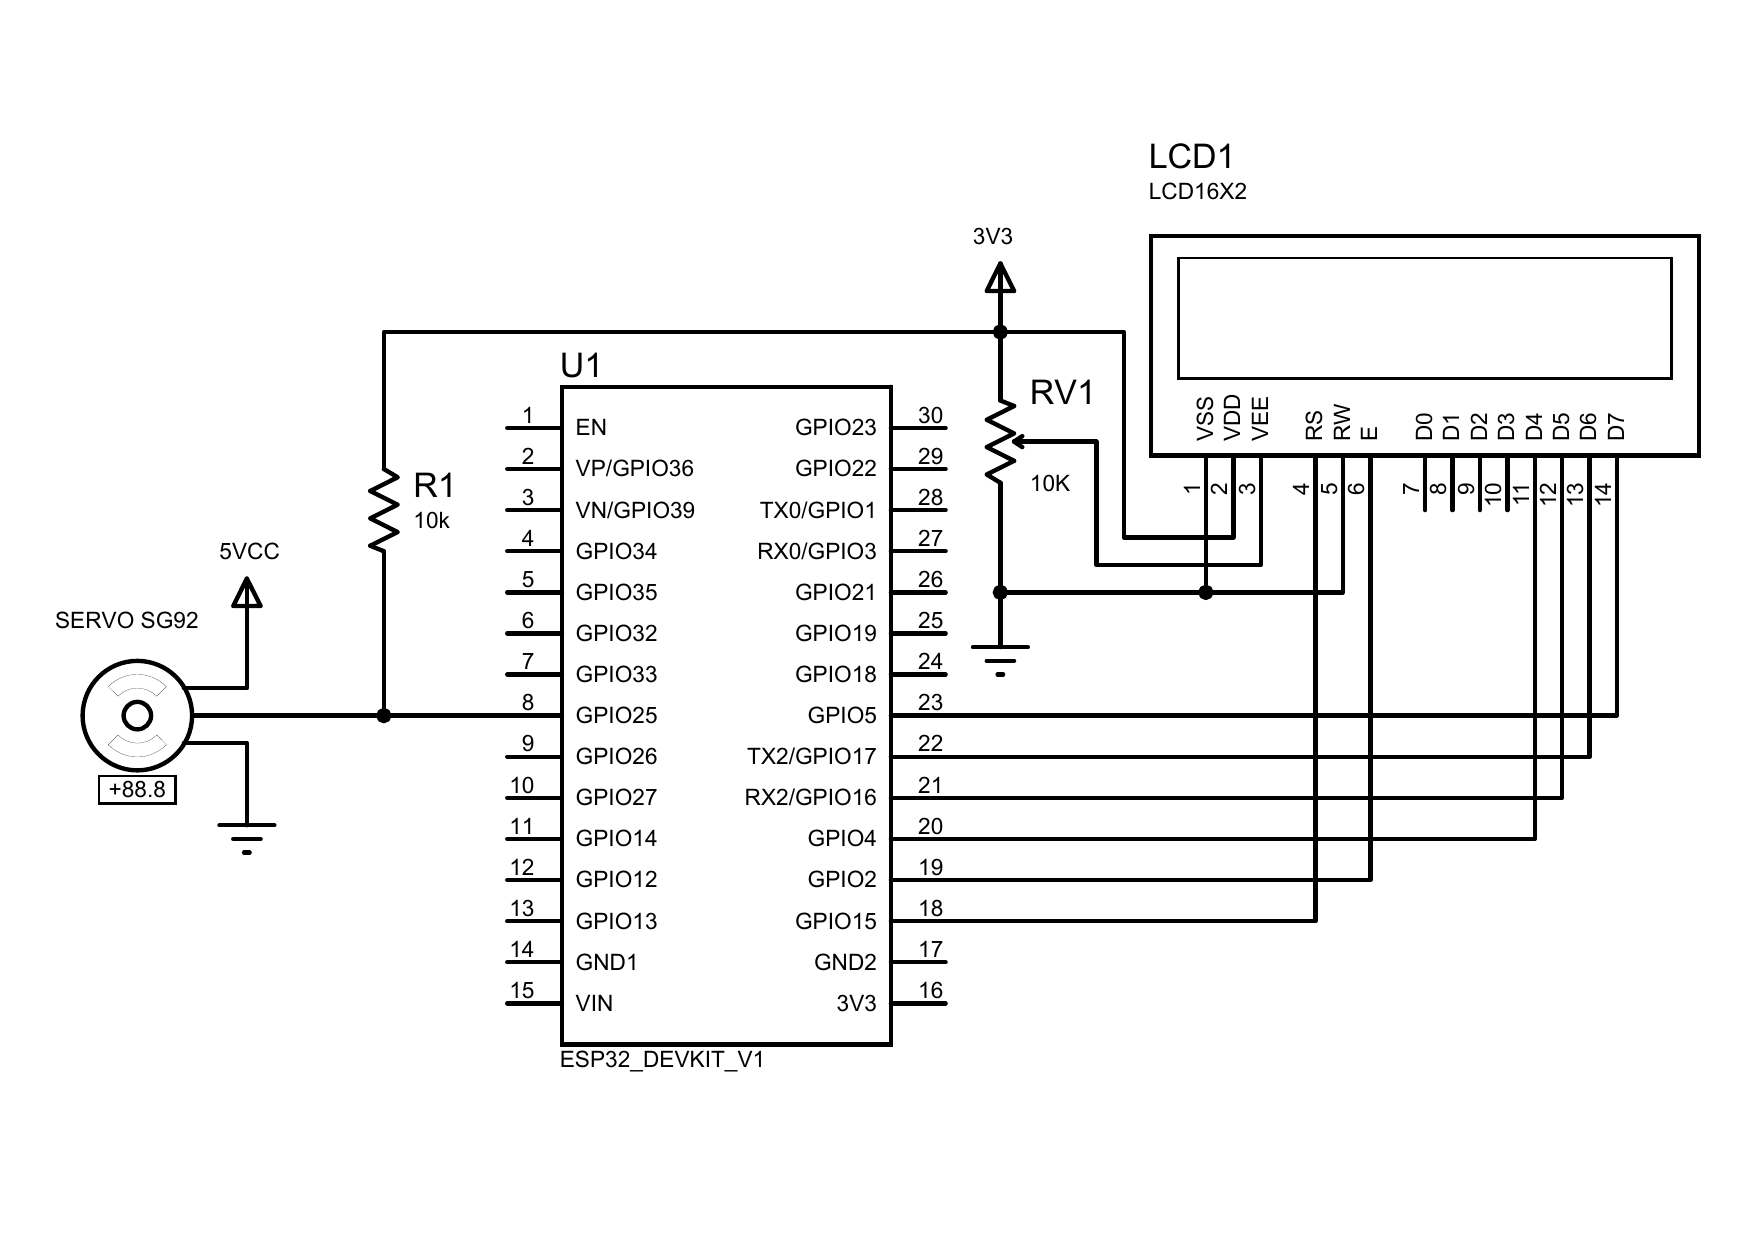 LCD1
LCD16X2
3V3
U1
RV1
10K
R1
10k
5VCC
SERVO SG92
+88.8
1 EN GPIO23 30
2 VP/GPIO36 GPIO22 29
3 VN/GPIO39 TX0/GPIO1 28
4 GPIO34 RX0/GPIO3 27
5 GPIO35 GPIO21 26
6 GPIO32 GPIO19 25
7 GPIO33 GPIO18 24
8 GPIO25 GPIO5 23
9 GPIO26 TX2/GPIO17 22
10 GPIO27 RX2/GPIO16 21
11 GPIO14 GPIO4 20
12 GPIO12 GPIO2 19
13 GPIO13 GPIO15 18
14 GND1 GND2 17
15 VIN 3V3 16
ESP32_DEVKIT_V1
VSS VDD VEE RS RW E D0 D1 D2 D3 D4 D5 D6 D7
1 2 3 4 5 6 7 8 9 10 11 12 13 14